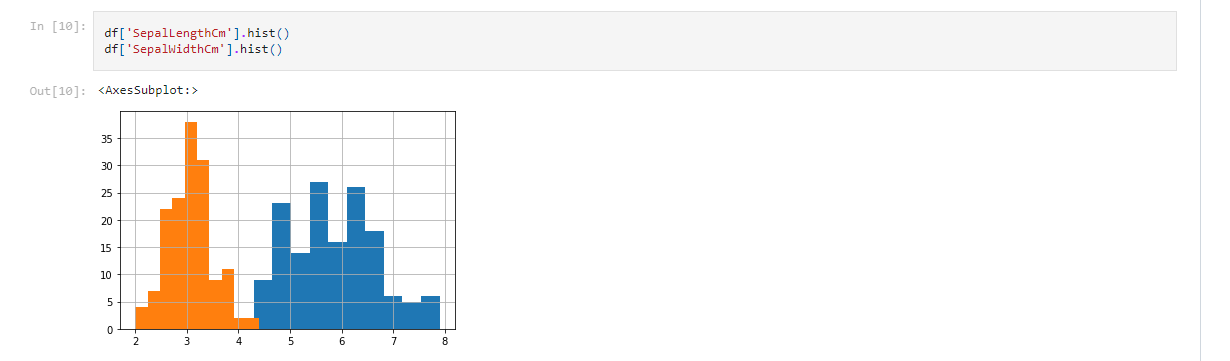 In [10]:
df['SepalLengthCm'].hist()
df['SepalWidthCm'].hist()
Out[10]: <AxesSubplot:>
35
30
25
20
15
10
5
0
2 3 4 5 6 7 8